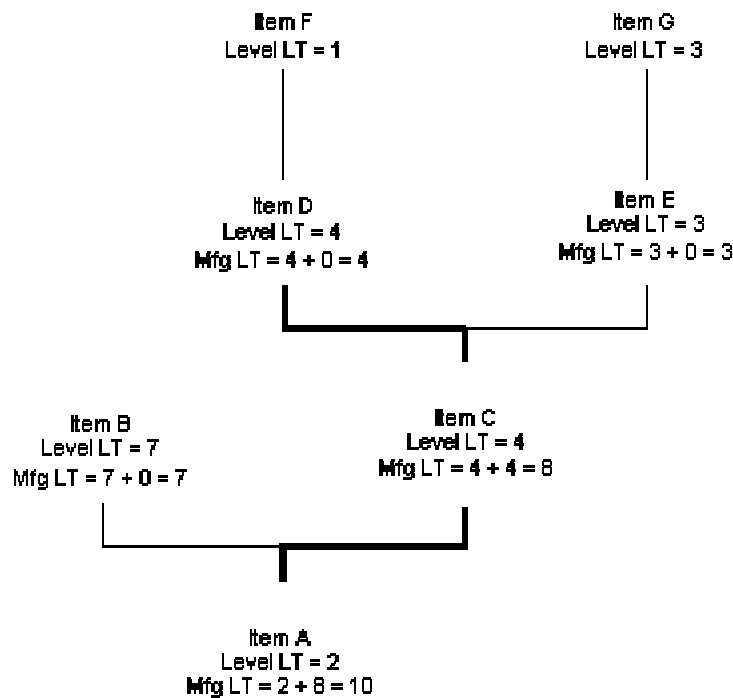 Item F
Level LT = 1
Item G
Level LT = 3
Item D
Level LT = 4
Mfg LT = 4 + 0 = 4
Item E
Level LT = 3
Mfg LT = 3 + 0 = 3
Item B
Level LT = 7
Mfg LT = 7 + 0 = 7
Item C
Level LT = 4
Mfg LT = 4 + 4 = 8
Item A
Level LT = 2
Mfg LT = 2 + 8 = 10